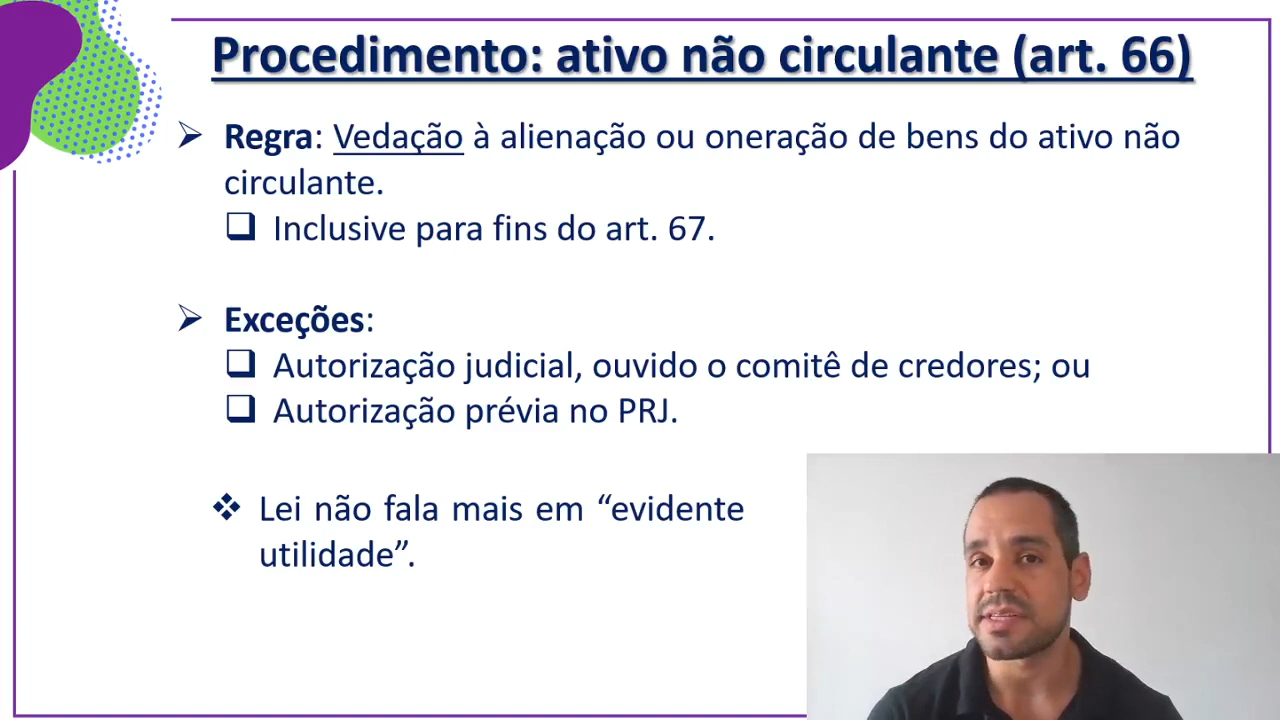 Procedimento: ativo não circulante (art. 66)
Regra: Vedação à alienação ou oneração de bens do ativo não
circulante.
Inclusive para fins do art. 67.
Exceções:
Autorização judicial, ouvido o comitê de credores; ou
Autorização prévia no PRJ.
Lei não fala mais em “evidente
utilidade”.